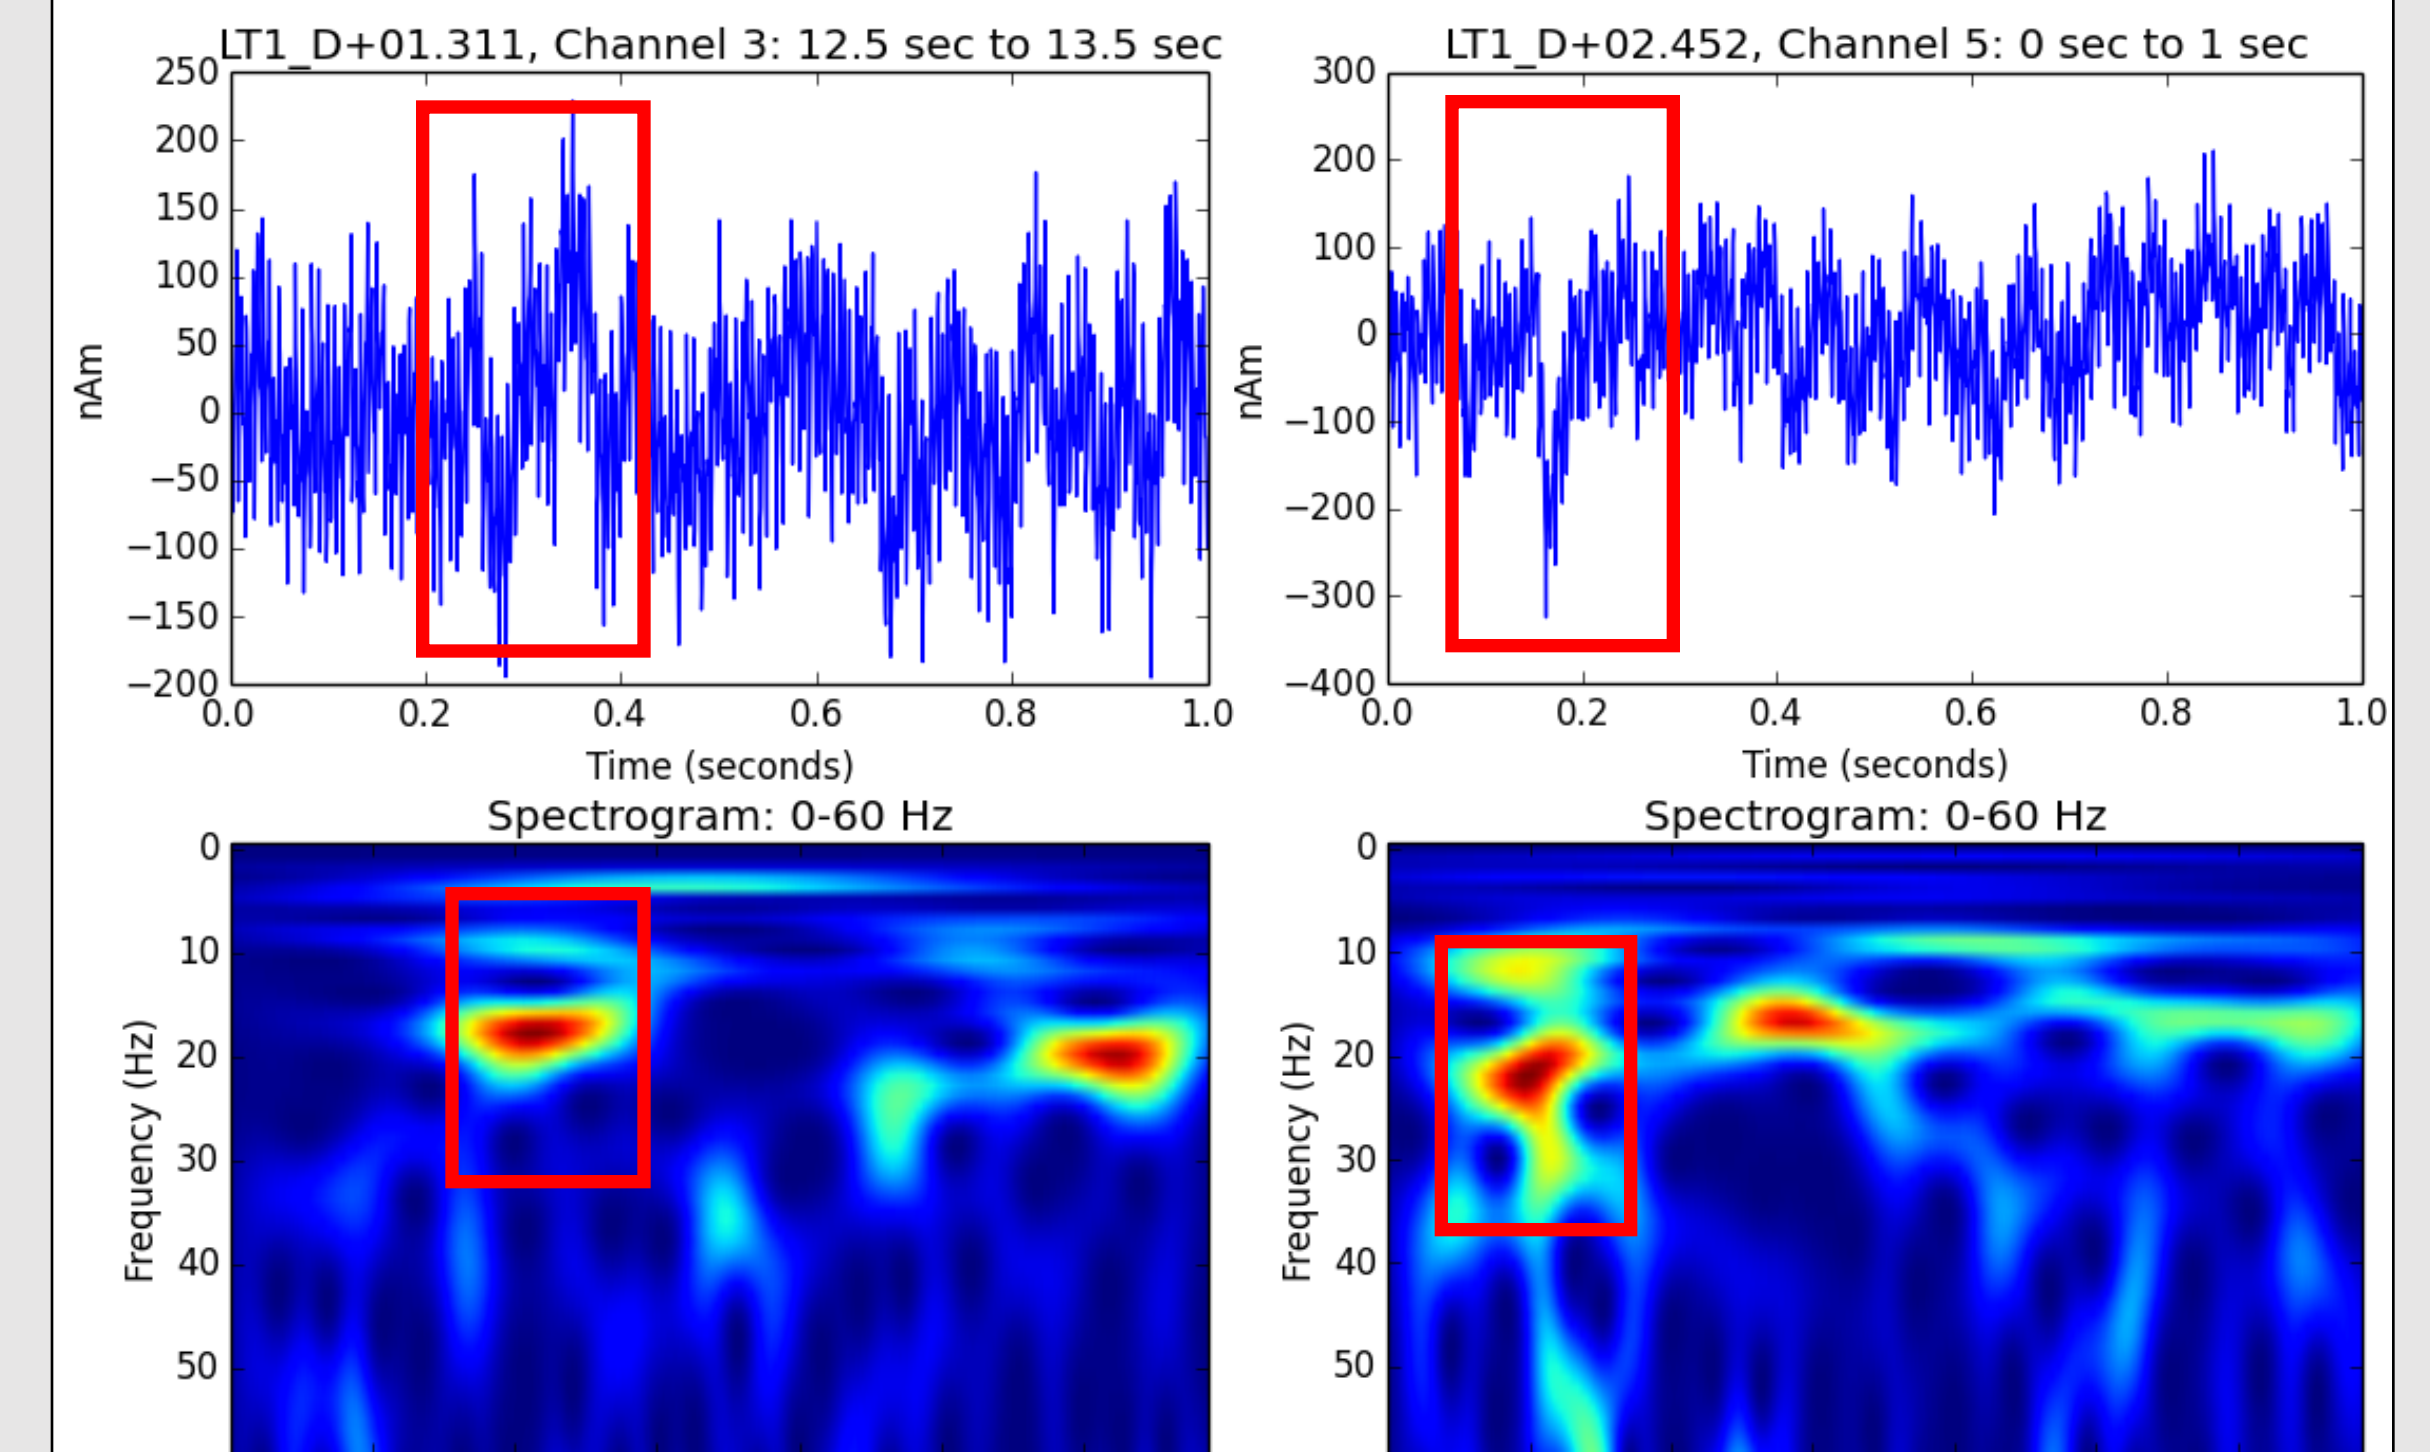 LT1_D+01.311, Channel 3: 12.5 sec to 13.5 sec
250
200
150
100
50
0
−50
−100
−150
−200
nAm
0.0 0.2 0.4 0.6 0.8 1.0
Time (seconds)
LT1_D+02.452, Channel 5: 0 sec to 1 sec
300
200
100
0
−100
−200
−300
−400
nAm
0.0 0.2 0.4 0.6 0.8 1.0
Time (seconds)
Spectrogram: 0-60 Hz
0
10
20
30
40
50
Frequency (Hz)
Spectrogram: 0-60 Hz
0
10
20
30
40
50
Frequency (Hz)